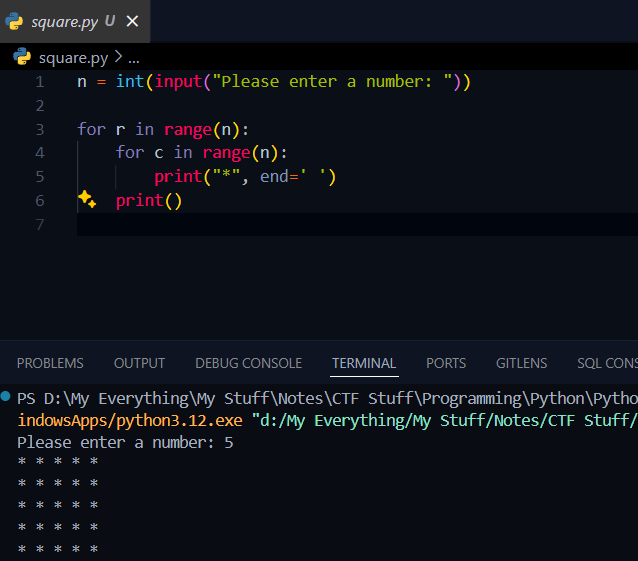 square.py U ×
square.py > ...
1 n = int(input("Please enter a number: "))
2
3 for r in range(n):
4     for c in range(n):
5         print("*", end=' ')
6     print()
7
PROBLEMS OUTPUT DEBUG CONSOLE TERMINAL PORTS GITLENS SQL CONS
PS D:\My Everything\My Stuff\Notes\CTF Stuff\Programming\Python\Pytho
indowsApps/python3.12.exe "d:/My Everything/My Stuff/Notes/CTF Stuff/
Please enter a number: 5
* * * * *
* * * * *
* * * * *
* * * * *
* * * * *